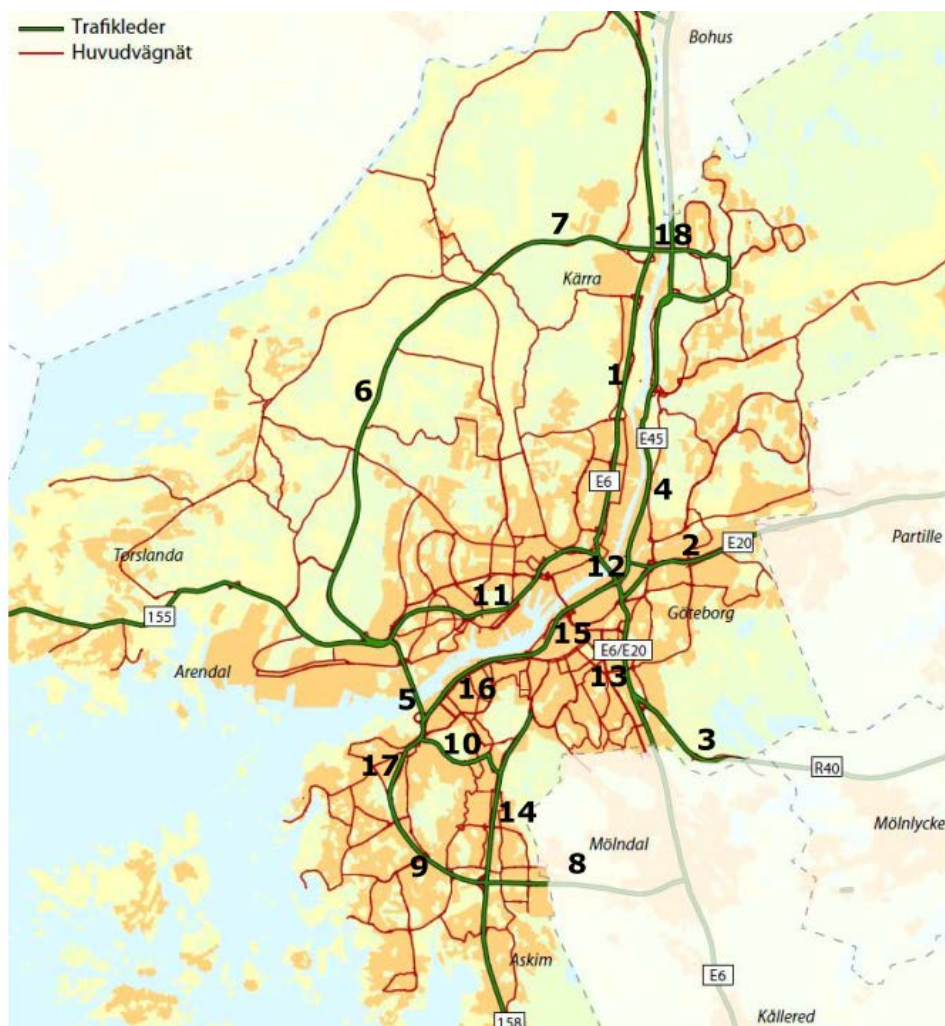 Trafikleder
Huvudvägnät
Bohus
7
18
Kärra
1
6
E45
E6
4
2
E20
Partille
Torslanda
12
11
Göteborg
155
15
E6/E20
Arendal
16
13
5
10
3
17
R40
14
Mölnlycke
Mölndal
9
8
Askim
E6
158
Kållered